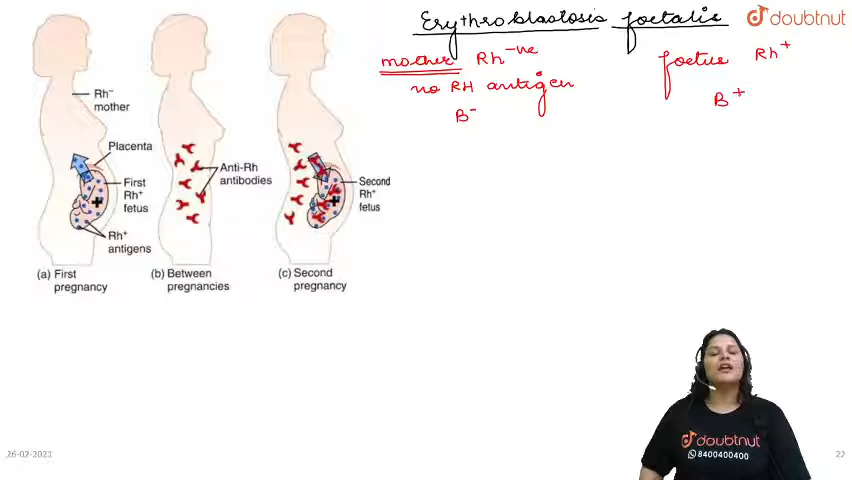 Erythroblastosis foetalis
doubtnut
mother Rh-ve
no RH antigen
B-
foetus Rh+
B+
Rh-
mother
Placenta
First
Rh+
fetus
Rh+
antigens
Anti-Rh
antibodies
Second
Rh+
fetus
(a) First
pregnancy
(b) Between
pregnancies
(c) Second
pregnancy
doubtnut
8400400400
26-02-2021
22